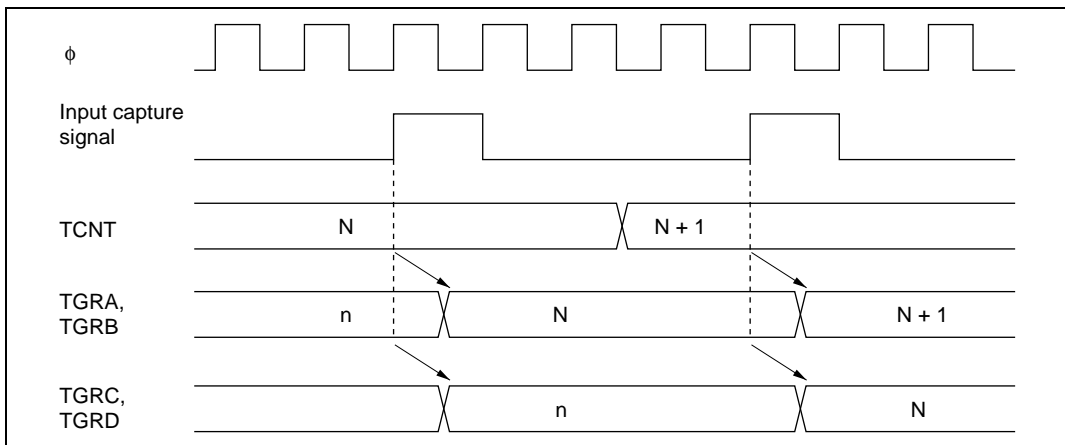 ϕ
Input capture
signal
TCNT
N
N + 1
TGRA,
TGRB
n
N
N + 1
TGRC,
TGRD
n
N